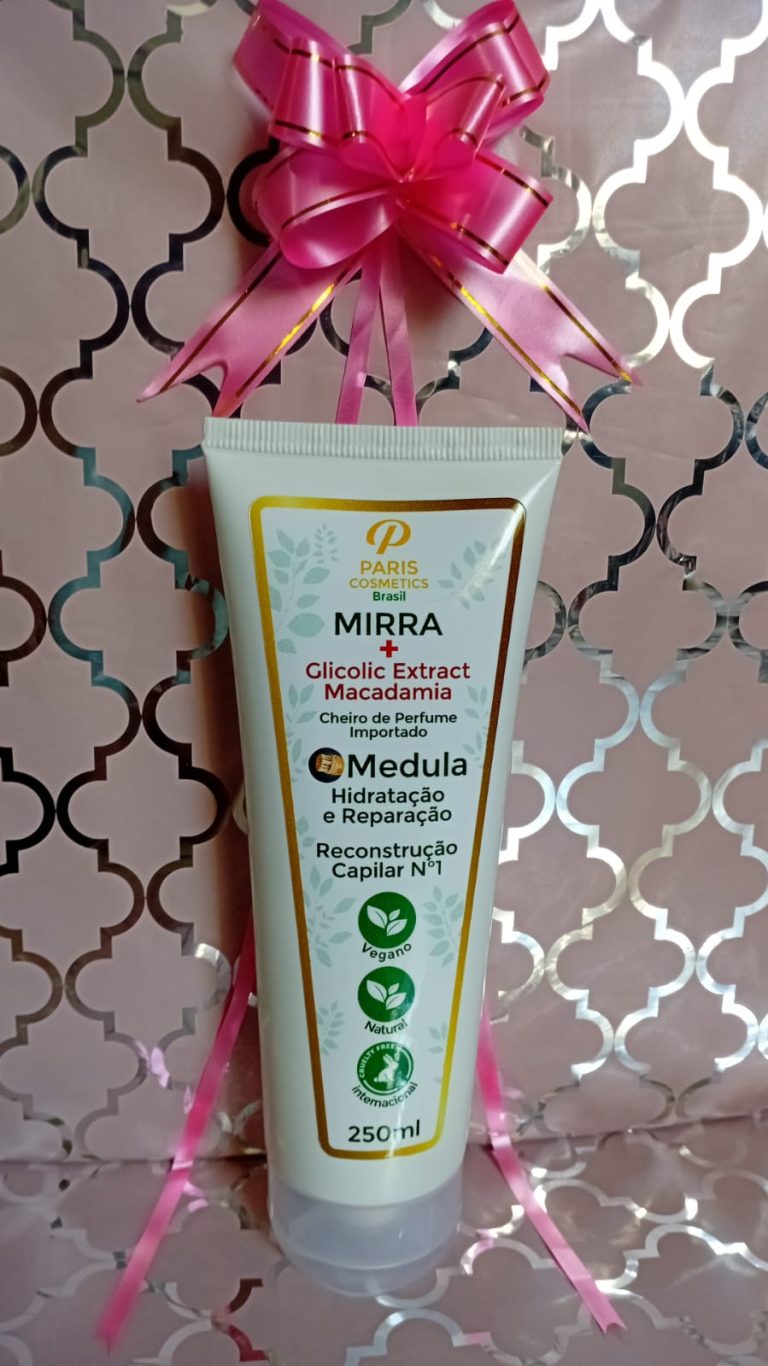 PARIS
COSMETICS
Brasil
MIRRA
+
Glicolic Extract
Macadamia
Cheiro de Perfume
Importado
Medula
Hidratação
e Reparação
Reconstrução
Capilar Nº1
Vegano
Natural
CRUELTY FREE
internacional
250ml